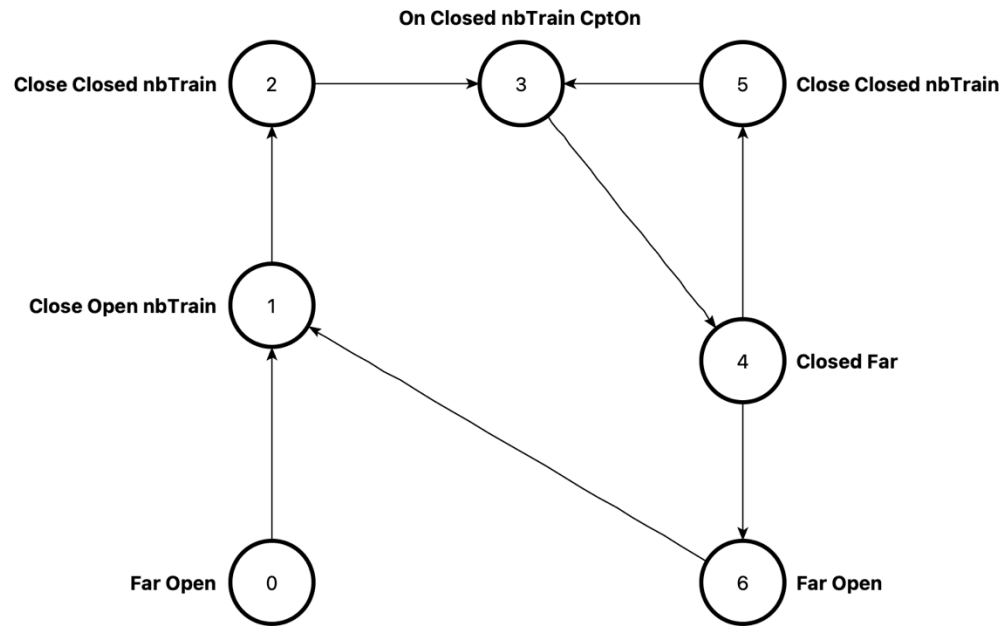 On Closed nbTrain CptOn
Close Closed nbTrain
2
3
5
Close Closed nbTrain
Close Open nbTrain
1
4
Closed Far
Far Open
0
6
Far Open